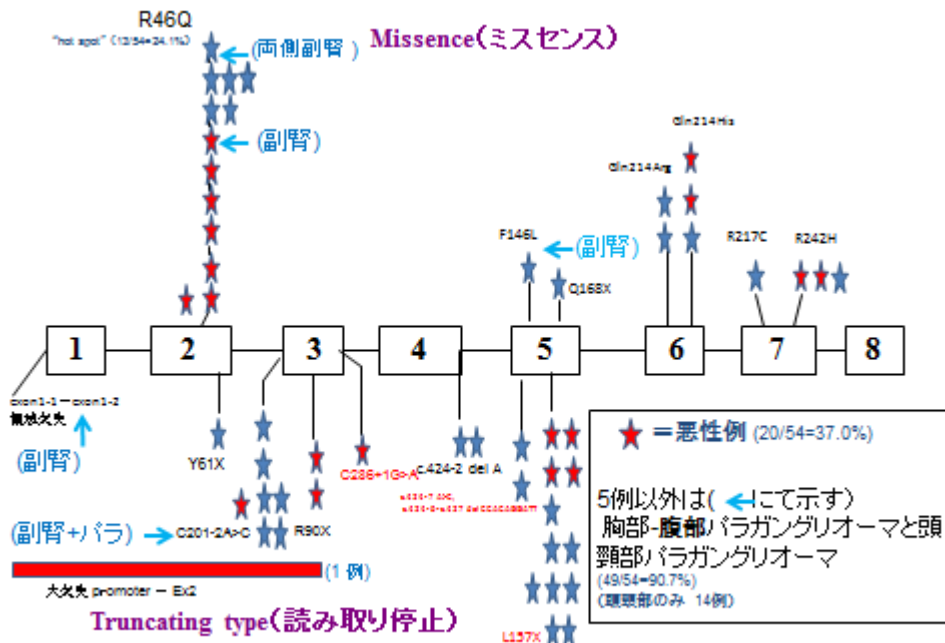 R46Q
"hot spot" (13/54=24.1%)
(両側副腎)
Missence(ミスセンス)
(副腎)
Gln214His
Gln214Arg
F146L
(副腎)
Q168X
R217C
R242H
1
2
3
4
5
6
7
8
exon1-1－exon1-2
(副腎)
Y61X
C286+1G>A
c.424-2 del A
(副腎+パラ)
C201-2A>C
R90X
(1 例)
大欠失 promoter － Ex2
Truncating type(読み取り停止)
L157X
＝悪性例 (20/54=37.0%)
5例以外は( ←にて示す)
胸部-腹部パラガングリオーマと頭
頸部パラガングリオーマ
(49/54=90.7%)
(頭頸部のみ 14例)